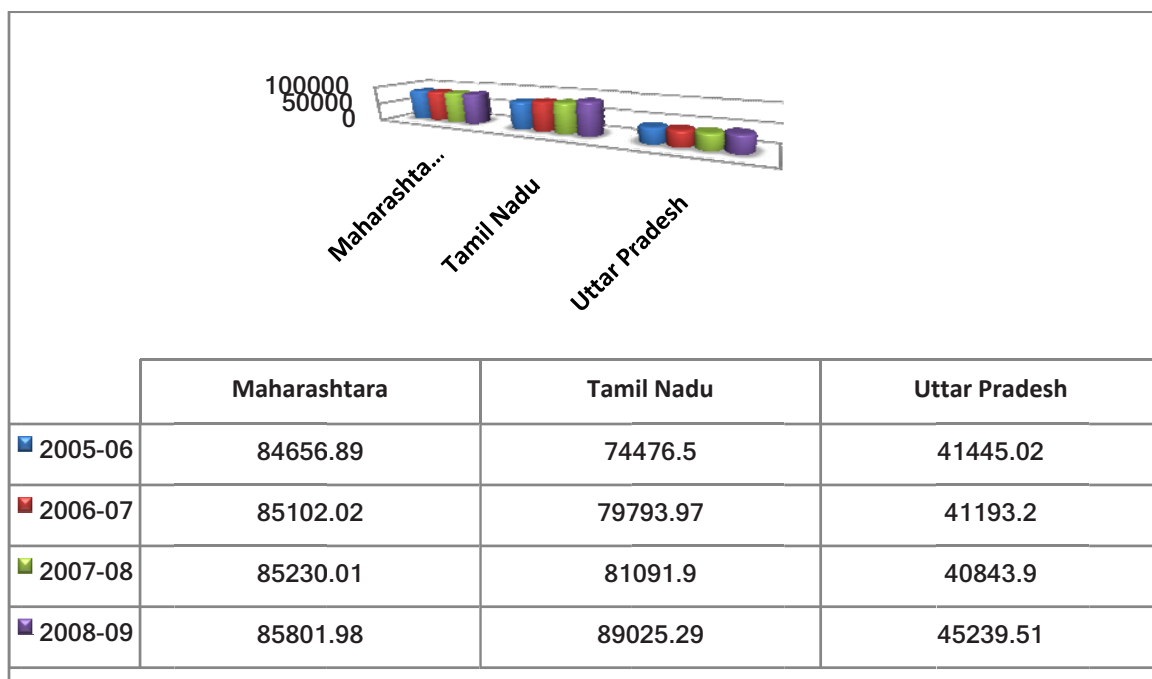 100000
50000
0
Maharashta...
Tamil Nadu
Uttar Pradesh
Maharashtara Tamil Nadu Uttar Pradesh
2005-06 84656.89 74476.5 41445.02
2006-07 85102.02 79793.97 41193.2
2007-08 85230.01 81091.9 40843.9
2008-09 85801.98 89025.29 45239.51